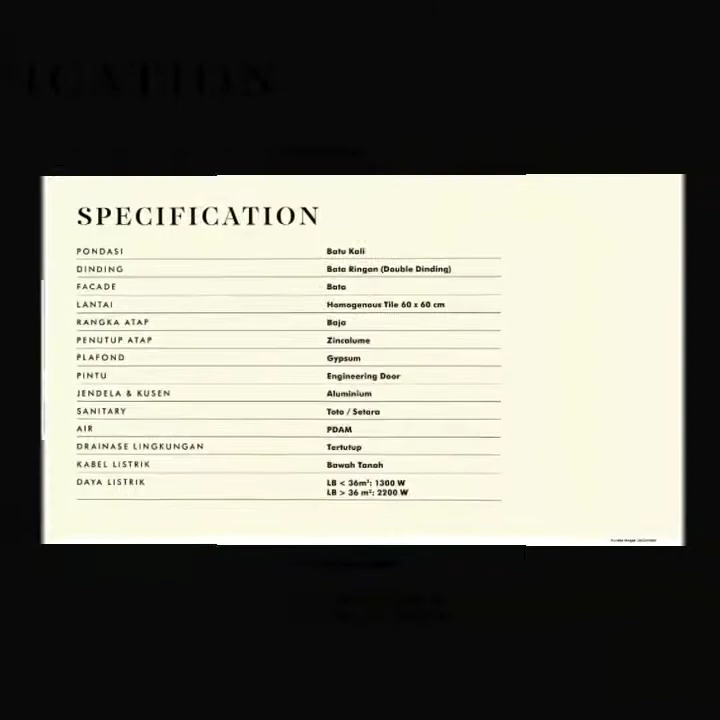 SPECIFICATION
PONDASI Batu Kali
DINDING Bata Ringan (Double Dinding)
FACADE Bata
LANTAI Homogenous Tile 60 x 60 cm
RANGKA ATAP Baja
PENUTUP ATAP Zincalume
PLAFOND Gypsum
PINTU Engineering Door
JENDELA & KUSEN Aluminium
SANITARY Toto / Setara
AIR PDAM
DRAINASE LINGKUNGAN Tertutup
KABEL LISTRIK Bawah Tanah
DAYA LISTRIK LB < 36m²: 1300 W
LB > 36 m²: 2200 W